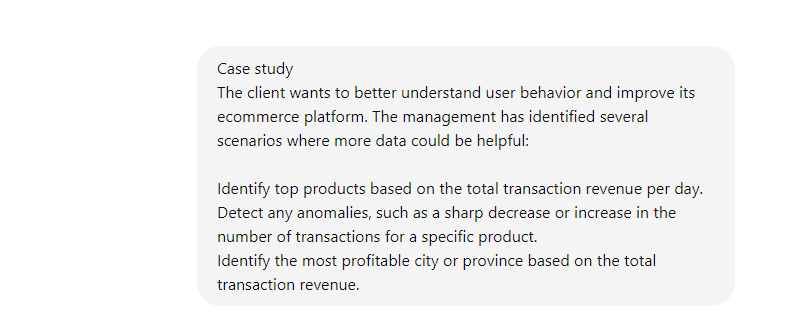 Case study
The client wants to better understand user behavior and improve its
ecommerce platform. The management has identified several
scenarios where more data could be helpful:
Identify top products based on the total transaction revenue per day.
Detect any anomalies, such as a sharp decrease or increase in the
number of transactions for a specific product.
Identify the most profitable city or province based on the total
transaction revenue.